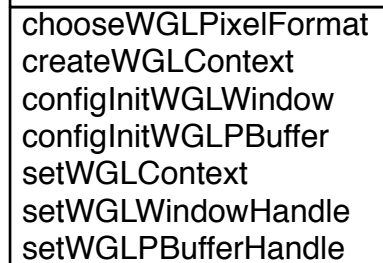 chooseWGLPixelFormat
createWGLContext
configInitWGLWindow
configInitWGLPBuffer
setWGLContext
setWGLWindowHandle
setWGLPBufferHandle